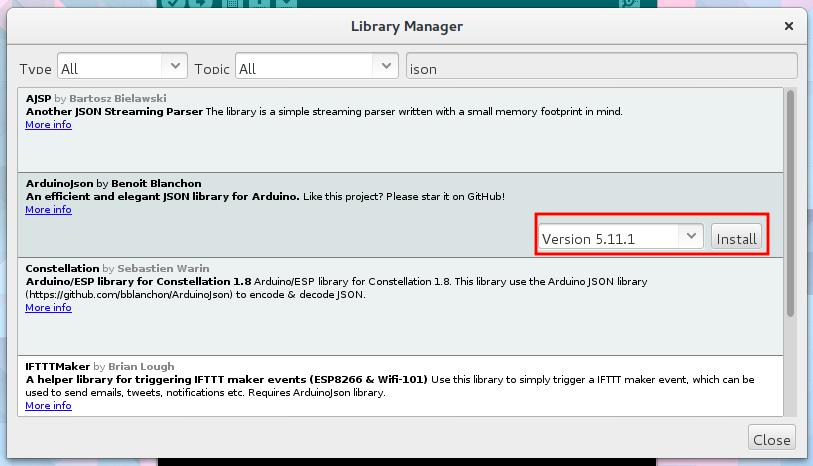 Library Manager
Type All Topic All json
AJSP by Bartosz Bielawski
Another JSON Streaming Parser The library is a simple streaming parser written with a small memory footprint in mind.
More info
ArduinoJson by Benoit Blanchon
An efficient and elegant JSON library for Arduino. Like this project? Please star it on GitHub!
More info
Version 5.11.1 Install
Constellation by Sebastien Warin
Arduino/ESP library for Constellation 1.8 Arduino/ESP library for Constellation 1.8. This library use the Arduino JSON library
(https://github.com/bblanchon/ArduinoJson) to encode & decode JSON.
More info
IFTTTMaker by Brian Lough
A helper library for triggering IFTTT maker events (ESP8266 & Wifi-101) Use this library to simply trigger a IFTTT maker event, which can be
used to send emails, tweets, notifications etc. Requires ArduinoJson library.
More info
Close